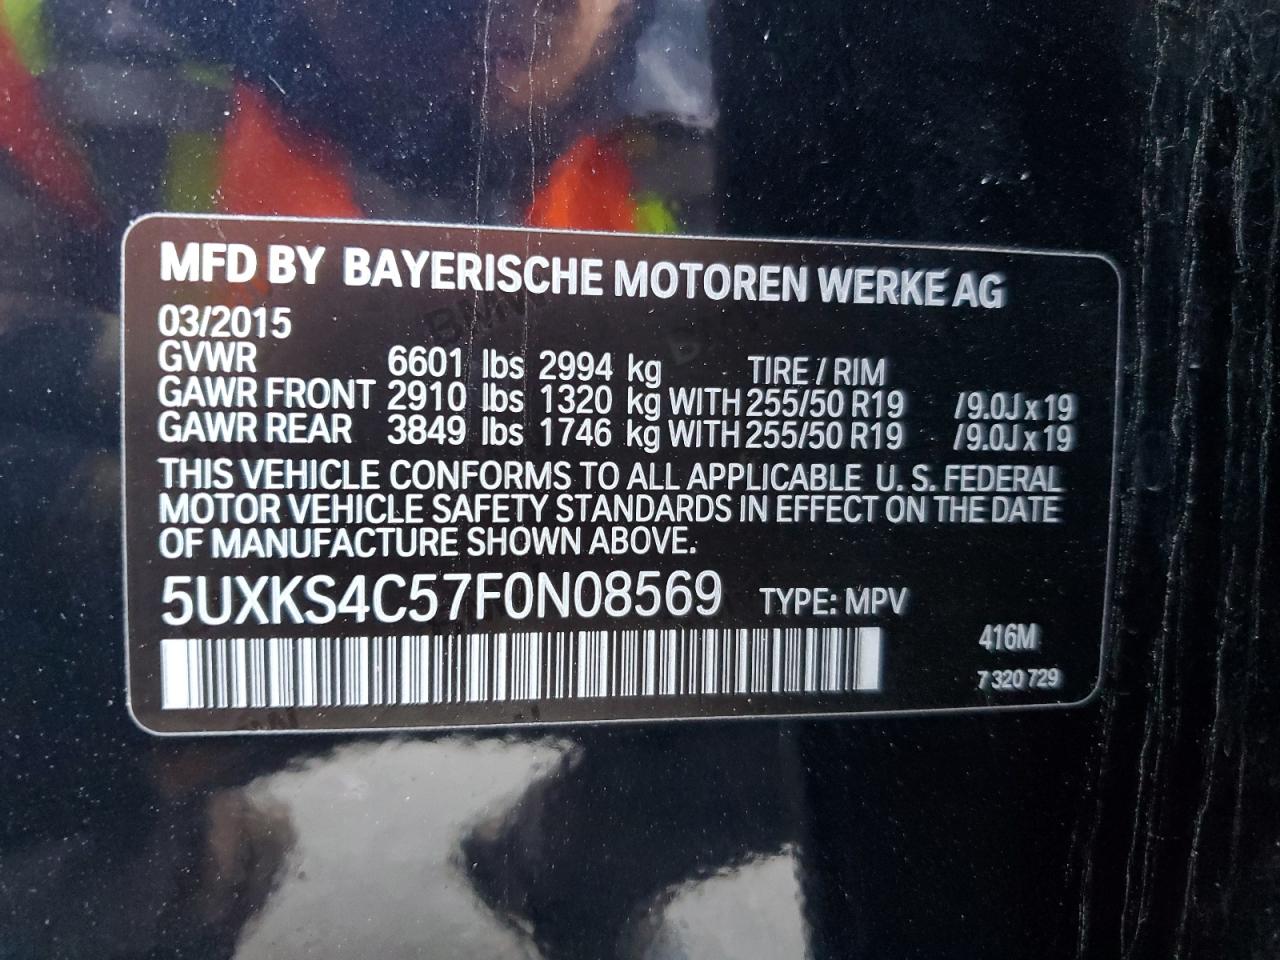 MFD BY BAYERISCHE MOTOREN WERKE AG
03/2015
GVWR 6601 lbs 2994 kg TIRE / RIM
GAWR FRONT 2910 lbs 1320 kg WITH 255/50 R19 /9.0J x 19
GAWR REAR 3849 lbs 1746 kg WITH 255/50 R19 /9.0J x 19
THIS VEHICLE CONFORMS TO ALL APPLICABLE U. S. FEDERAL
MOTOR VEHICLE SAFETY STANDARDS IN EFFECT ON THE DATE
OF MANUFACTURE SHOWN ABOVE.
5UXKS4C57F0N08569 TYPE: MPV
416M
7 320 729